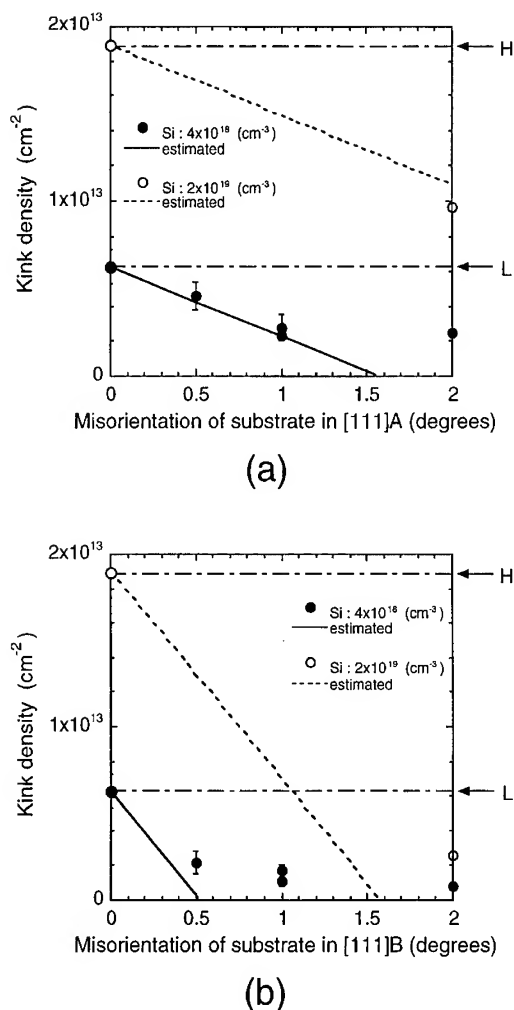 2x10¹³
H
Si : 4x10¹⁸ (cm⁻³)
estimated
Si : 2x10¹⁹ (cm⁻³)
estimated
1x10¹³
L
0
Kink density (cm⁻²)
0 0.5 1 1.5 2
Misorientation of substrate in [111]A (degrees)
(a)
2x10¹³
H
Si : 4x10¹⁸ (cm⁻³)
estimated
Si : 2x10¹⁹ (cm⁻³)
estimated
1x10¹³
L
0
Kink density (cm⁻²)
0 0.5 1 1.5 2
Misorientation of substrate in [111]B (degrees)
(b)